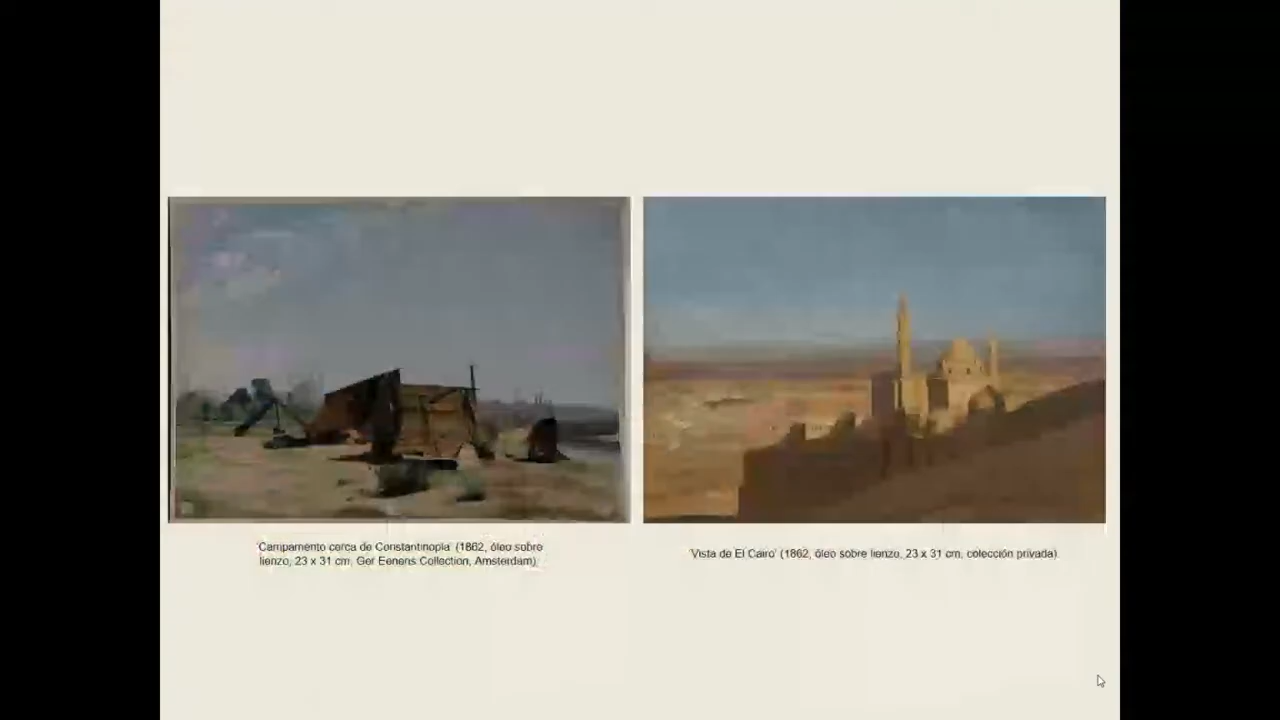 'Campamento cerca de Constantinopla' (1862, óleo sobre
lienzo, 23 x 31 cm, Ger Eenens Collection, Amsterdam)
'Vista de El Cairo' (1862, óleo sobre lienzo, 23 x 31 cm, colección privada)